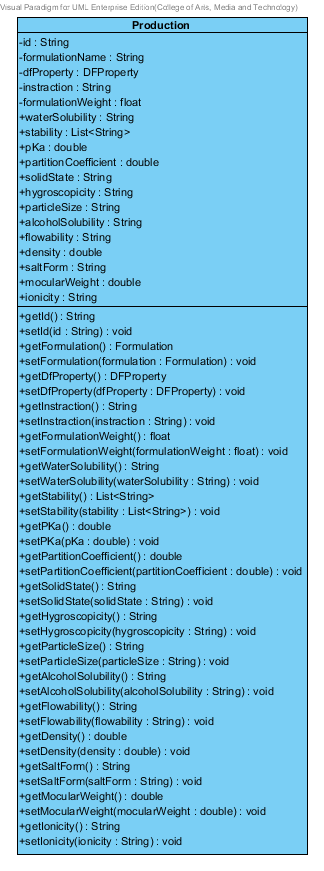 Visual Paradigm for UML Enterprise Edition(College of Arts, Media and Technology)
Production
-id : String
-formulationName : String
-dfProperty : DFProperty
-instraction : String
-formulationWeight : float
+waterSolubility : String
+stability : List<String>
+pKa : double
+partitionCoefficient : double
+solidState : String
+hygroscopicity : String
+particleSize : String
+alcoholSolubility : String
+flowability : String
+density : double
+saltForm : String
+mocularWeight : double
+ionicity : String
+getId() : String
+setId(id : String) : void
+getFormulation() : Formulation
+setFormulation(formulation : Formulation) : void
+getDfProperty() : DFProperty
+setDfProperty(dfProperty : DFProperty) : void
+getInstraction() : String
+setInstraction(instraction : String) : void
+getFormulationWeight() : float
+setFormulationWeight(formulationWeight : float) : void
+getWaterSolubility() : String
+setWaterSolubility(waterSolubility : String) : void
+getStability() : List<String>
+setStability(stability : List<String>) : void
+getPKa() : double
+setPKa(pKa : double) : void
+getPartitionCoefficient() : double
+setPartitionCoefficient(partitionCoefficient : double) : void
+getSolidState() : String
+setSolidState(solidState : String) : void
+getHygroscopicity() : String
+setHygroscopicity(hygroscopicity : String) : void
+getParticleSize() : String
+setParticleSize(particleSize : String) : void
+getAlcoholSolubility() : String
+setAlcoholSolubility(alcoholSolubility : String) : void
+getFlowability() : String
+setFlowability(flowability : String) : void
+getDensity() : double
+setDensity(density : double) : void
+getSaltForm() : String
+setSaltForm(saltForm : String) : void
+getMocularWeight() : double
+setMocularWeight(mocularWeight : double) : void
+getIonicity() : String
+setIonicity(ionicity : String) : void